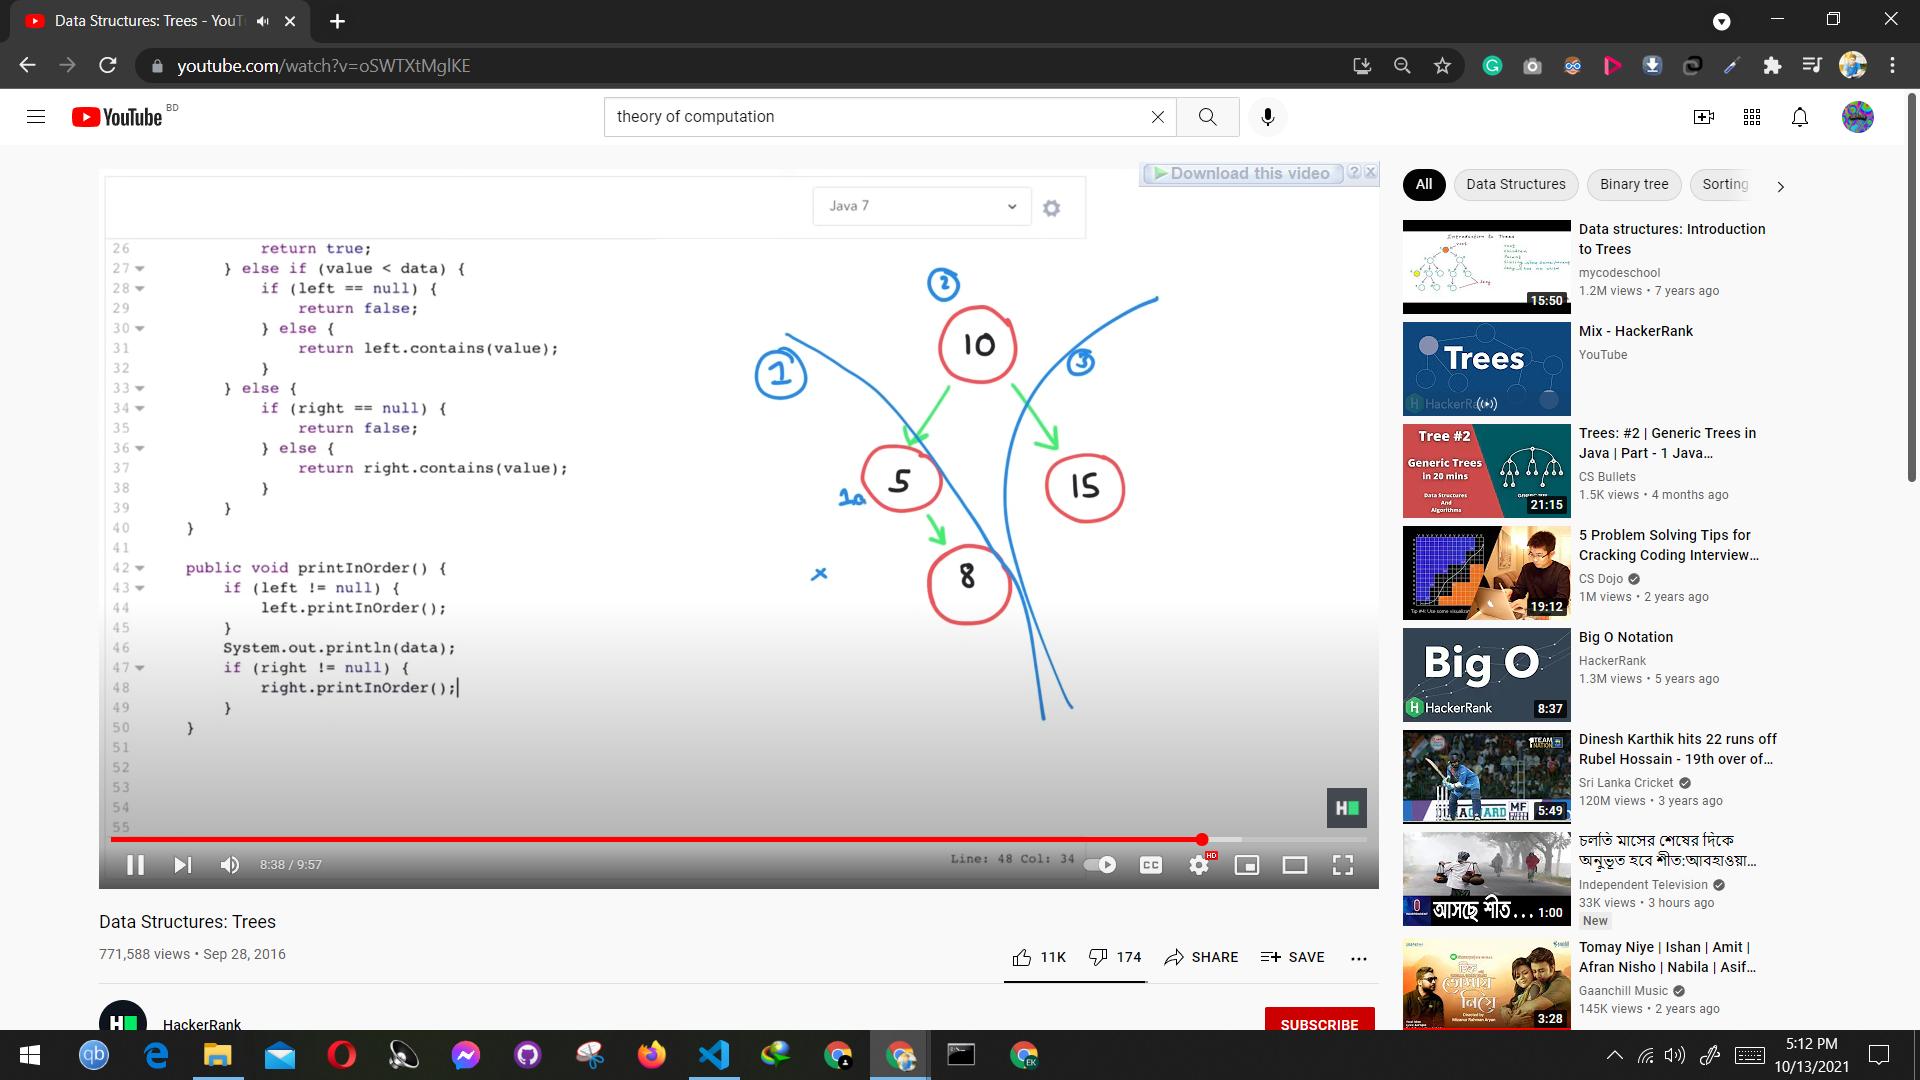 Data Structures: Trees - YouT
youtube.com/watch?v=oSWTXtMglKE
YouTube BD
theory of computation
Download this video ? X
Java 7
26 return true;
27 } else if (value < data) {
28 if (left == null) {
29 return false;
30 } else {
31 return left.contains(value);
32 }
33 } else {
34 if (right == null) {
35 return false;
36 } else {
37 return right.contains(value);
38 }
39 }
40 }
41
42 public void printInOrder() {
43 if (left != null) {
44 left.printInOrder();
45 }
46 System.out.println(data);
47 if (right != null) {
48 right.printInOrder();
49 }
50 }
51
52
53
54
55
2
10
1
3
5
15
1a
8
x
H
8:38 / 9:57
Line: 48 Col: 34
CC
HD
Data Structures: Trees
771,588 views • Sep 28, 2016
11K 174 SHARE SAVE
H
HackerRank
SUBSCRIBE
All Data Structures Binary tree Sorting
15:50
Data structures: Introduction
to Trees
mycodeschool
1.2M views • 7 years ago
Trees
HackerRa
Mix - HackerRank
YouTube
Tree #2
Generic Trees
in 20 mins
Data Structures
And
Algorithms
21:15
Trees: #2 | Generic Trees in
Java | Part - 1 Java...
CS Bullets
1.5K views • 4 months ago
19:12
5 Problem Solving Tips for
Cracking Coding Interview...
CS Dojo
1M views • 2 years ago
Big O
HackerRank
8:37
Big O Notation
HackerRank
1.3M views • 5 years ago
5:49
Dinesh Karthik hits 22 runs off
Rubel Hossain - 19th over of...
Sri Lanka Cricket
120M views • 3 years ago
আসছে শীত...
1:00
চলতি মাসের শেষের দিকে
অনুভূত হবে শীত:আবহাওয়া...
Independent Television
33K views • 3 hours ago
New
3:28
Tomay Niye | Ishan | Amit |
Afran Nisho | Nabila | Asif...
Gaanchill Music
145K views • 2 years ago
qb
EK
5:12 PM
10/13/2021